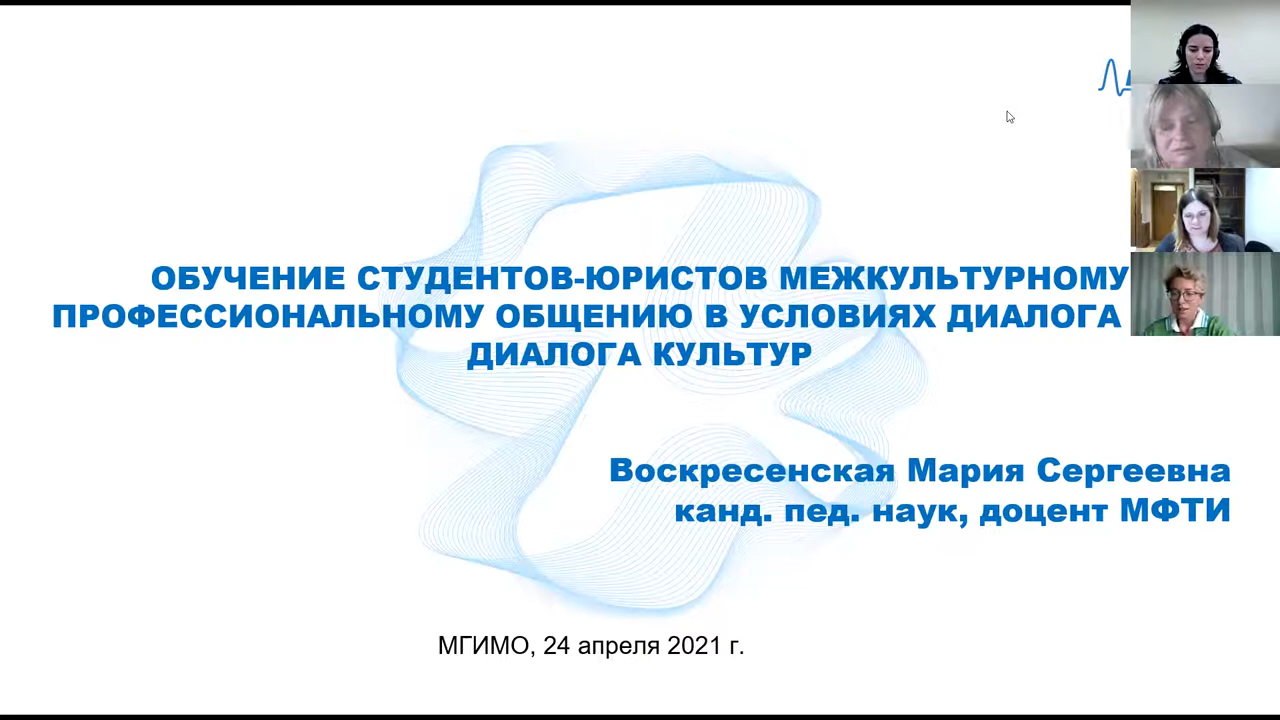 ОБУЧЕНИЕ СТУДЕНТОВ-ЮРИСТОВ МЕЖКУЛЬТУРНОМУ
ПРОФЕССИОНАЛЬНОМУ ОБЩЕНИЮ В УСЛОВИЯХ ДИАЛОГА
ДИАЛОГА КУЛЬТУР
Воскресенская Мария Сергеевна
канд. пед. наук, доцент МФТИ
МГИМО, 24 апреля 2021 г.